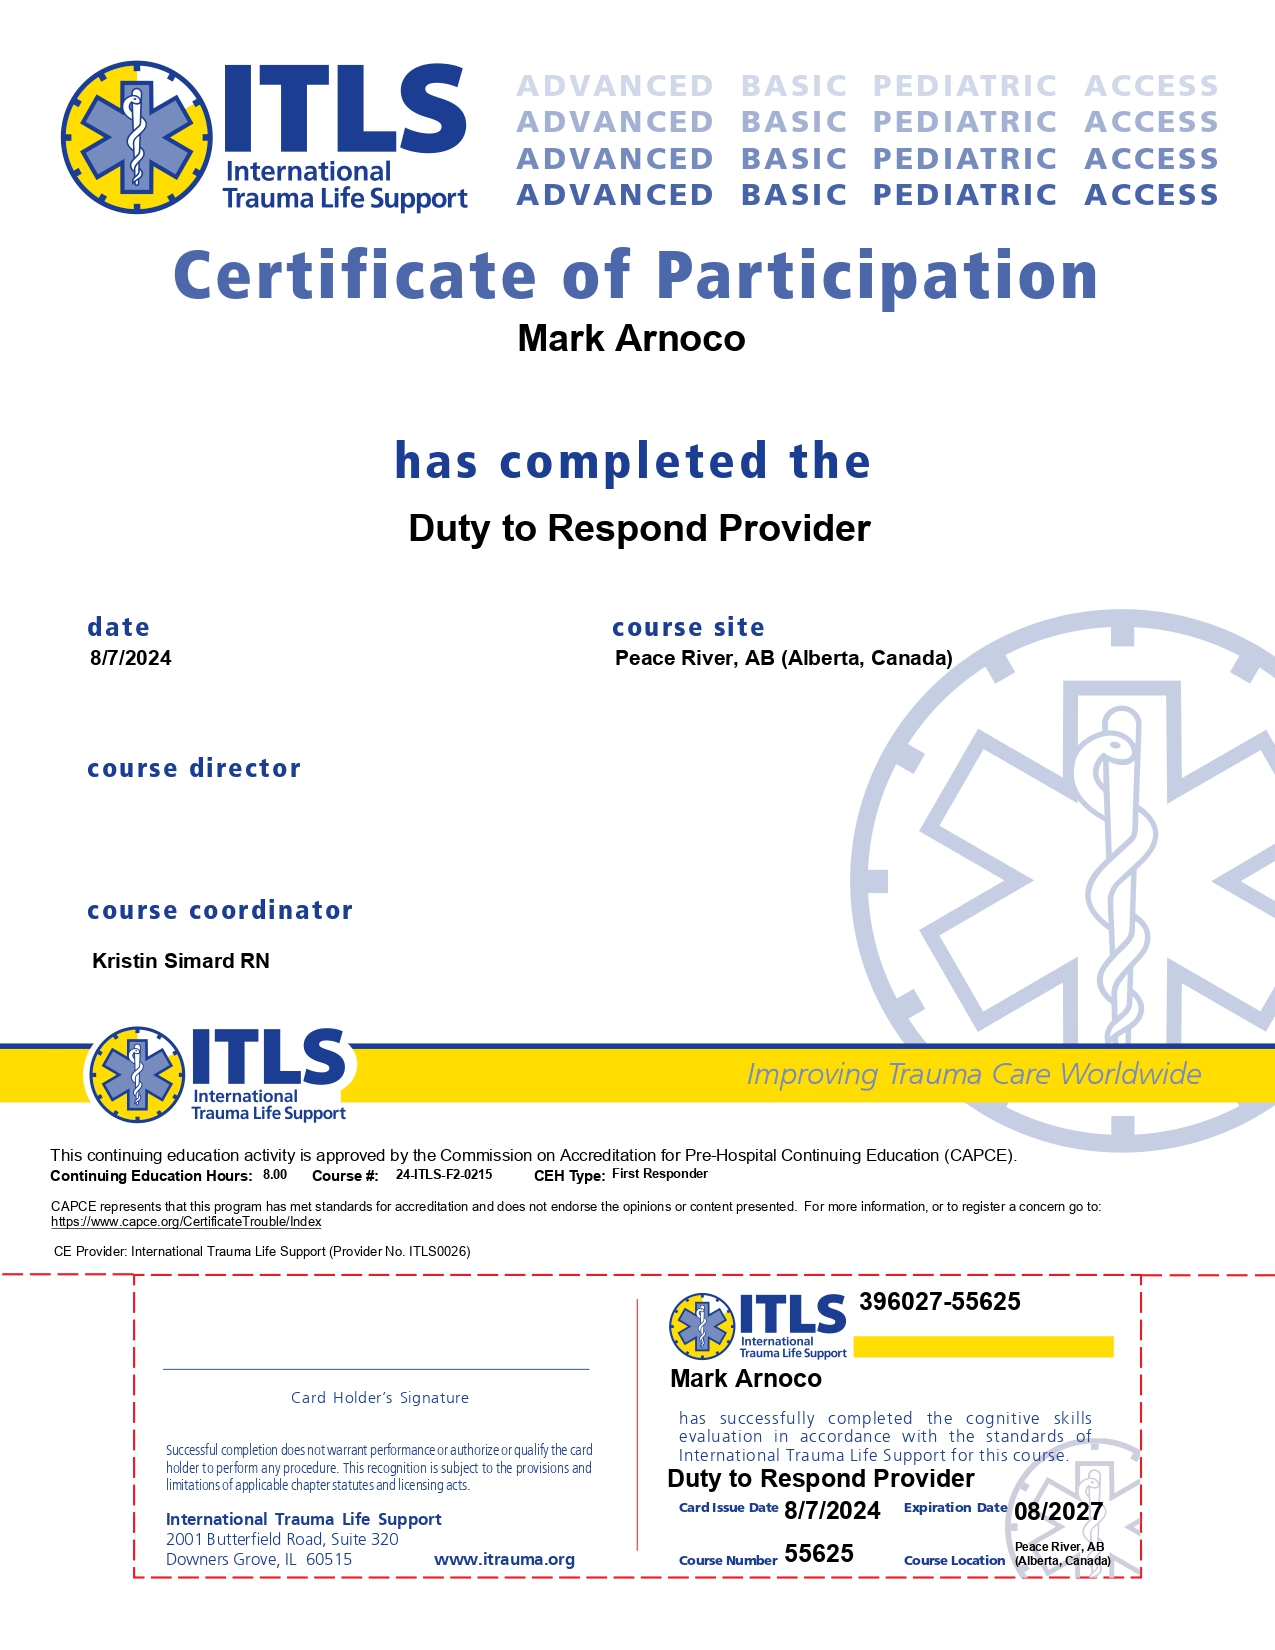 ITLS
International
Trauma Life Support
ADVANCED BASIC PEDIATRIC ACCESS
ADVANCED BASIC PEDIATRIC ACCESS
ADVANCED BASIC PEDIATRIC ACCESS
ADVANCED BASIC PEDIATRIC ACCESS
Certificate of Participation
Mark Arnoco
has completed the
Duty to Respond Provider
date
8/7/2024
course site
Peace River, AB (Alberta, Canada)
course director
course coordinator
Kristin Simard RN
ITLS
International
Trauma Life Support
Improving Trauma Care Worldwide
This continuing education activity is approved by the Commission on Accreditation for Pre-Hospital Continuing Education (CAPCE).
Continuing Education Hours: 8.00 Course #: 24-ITLS-F2-0215 CEH Type: First Responder
CAPCE represents that this program has met standards for accreditation and does not endorse the opinions or content presented. For more information, or to register a concern go to:
https://www.capce.org/CertificateTrouble/Index
CE Provider: International Trauma Life Support (Provider No. ITLS0026)
Card Holder's Signature
Successful completion does not warrant performance or authorize or qualify the card
holder to perform any procedure. This recognition is subject to the provisions and
limitations of applicable chapter statutes and licensing acts.
International Trauma Life Support
2001 Butterfield Road, Suite 320
Downers Grove, IL 60515 www.itrauma.org
ITLS
International
Trauma Life Support
396027-55625
Mark Arnoco
has successfully completed the cognitive skills
evaluation in accordance with the standards of
International Trauma Life Support for this course.
Duty to Respond Provider
Card Issue Date 8/7/2024 Expiration Date 08/2027
Course Number 55625 Course Location Peace River, AB
(Alberta, Canada)